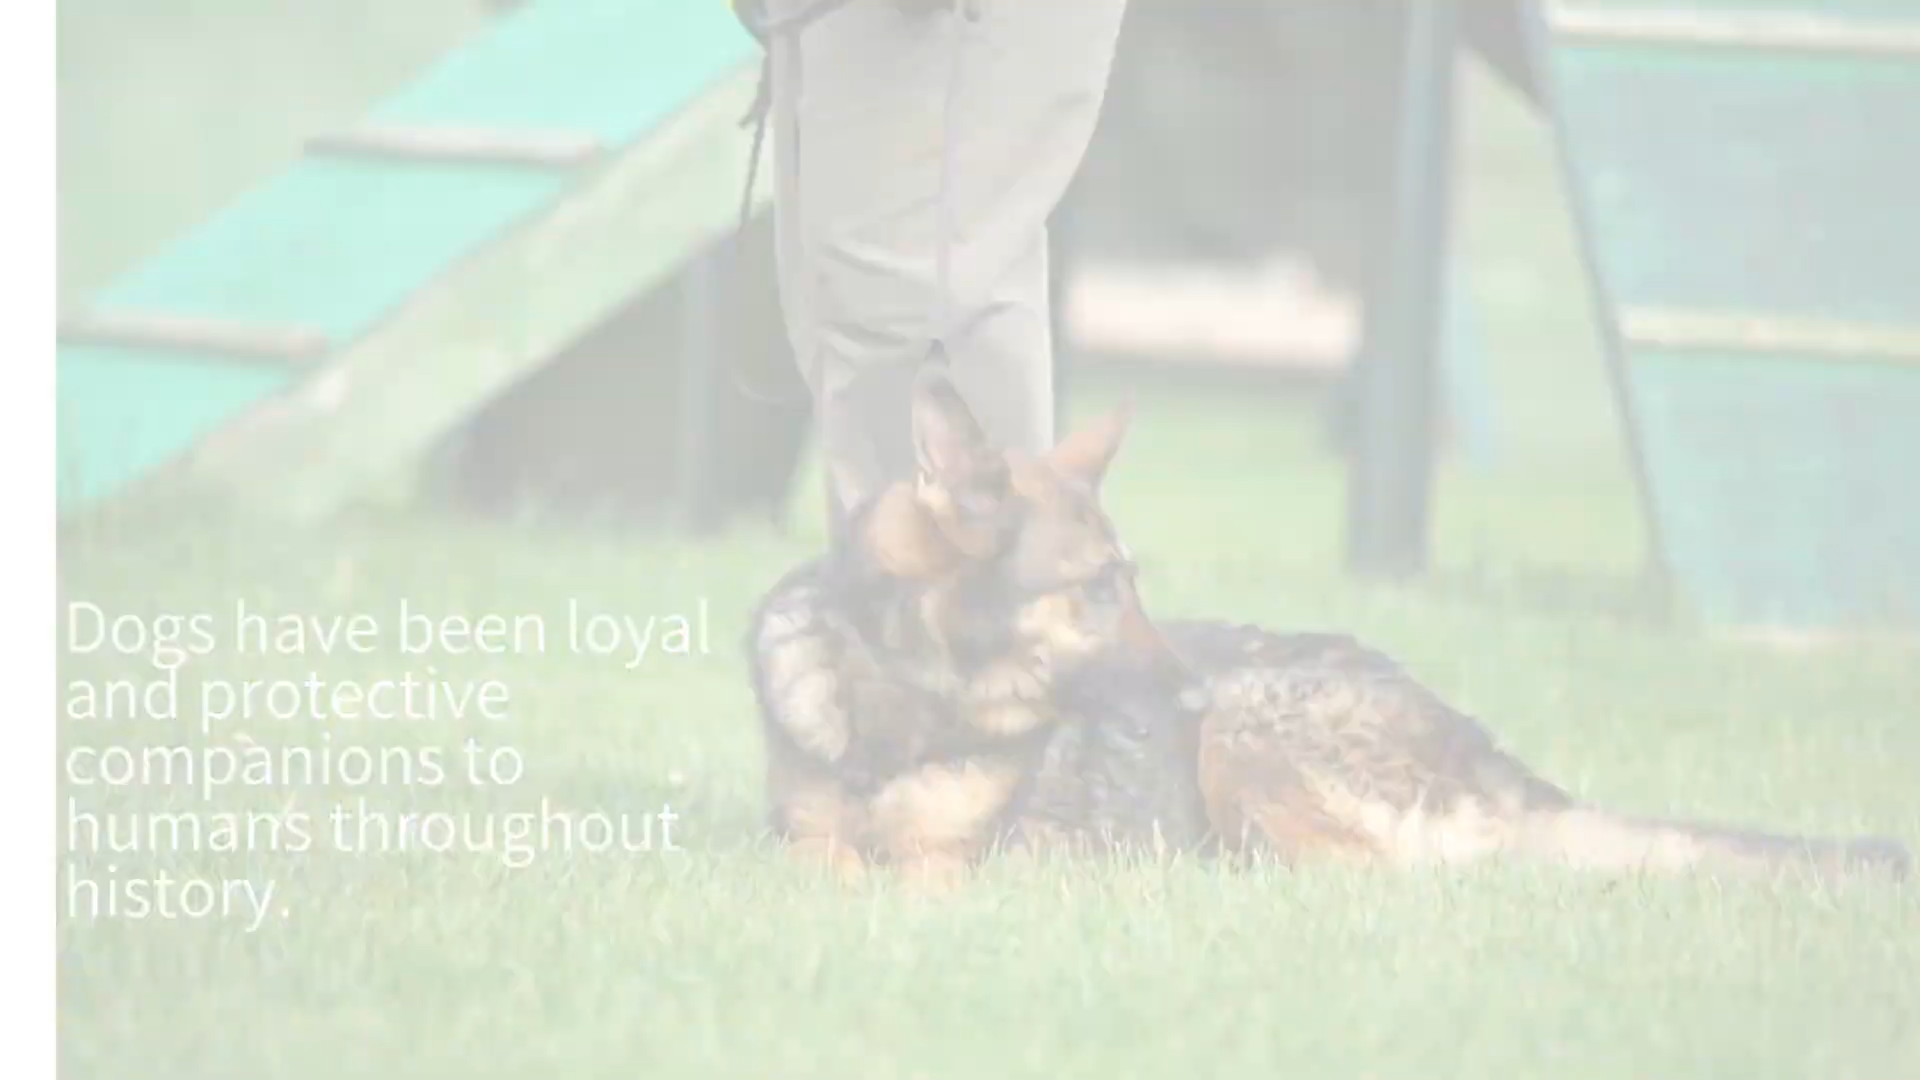 Dogs have been loyal
and protective
companions to
humans throughout
history.